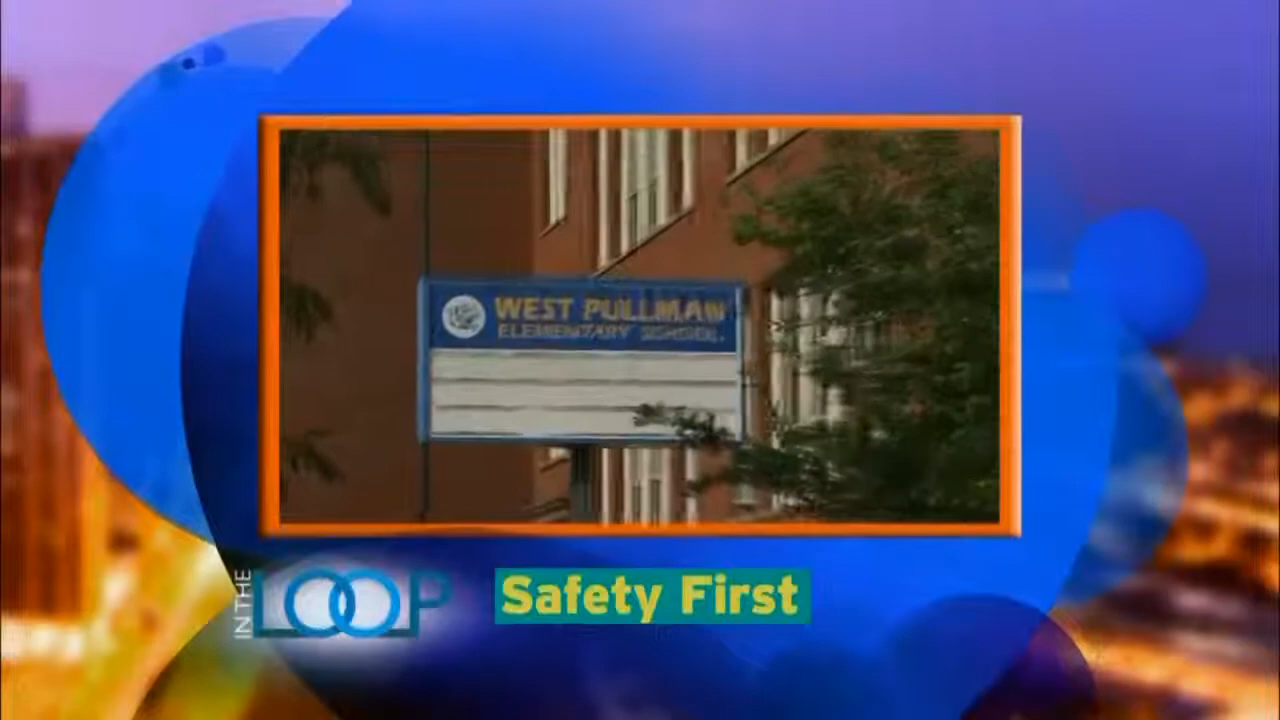 WEST PULLMAN
ELEMENTARY SCHOOL
IN THE LOOP
Safety First